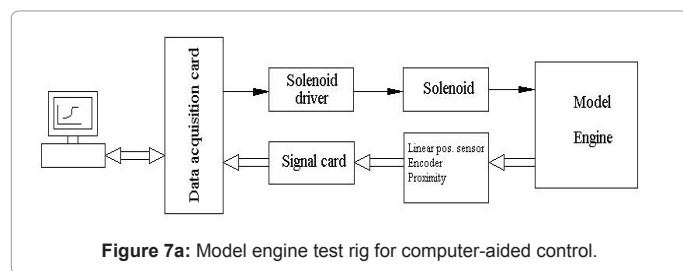 Data acquisition card
Solenoid
driver
Solenoid
Model
Engine
Signal card
Linear pos. sensor
Encoder
Proximity
Figure 7a: Model engine test rig for computer-aided control.